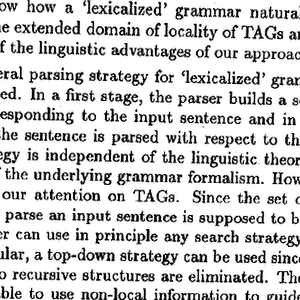 ow how a 'lexicalized' grammar natural
e extended domain of locality of TAGs an
f the linguistic advantages of our approac
eral parsing strategy for 'lexicalized' gran
ed. In a first stage, the parser builds a se
responding to the input sentence and in
he sentence is parsed with respect to th
egy is independent of the linguistic theor
f the underlying grammar formalism. How
our attention on TAGs. Since the set o
parse an input sentence is supposed to b
er can use in principle any search strategy
ular, a top-down strategy can be used since
o recursive structures are eliminated. The
ble to use non-local information to guid